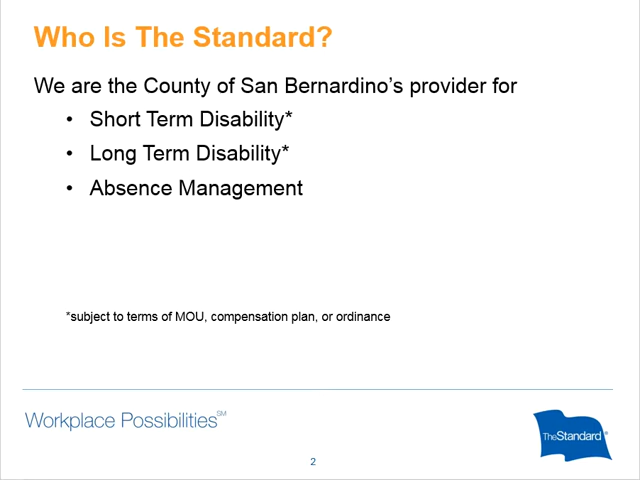 Who Is The Standard?
We are the County of San Bernardino's provider for
• Short Term Disability*
• Long Term Disability*
• Absence Management
*subject to terms of MOU, compensation plan, or ordinance
Workplace Possibilities℠
TheStandard®
2